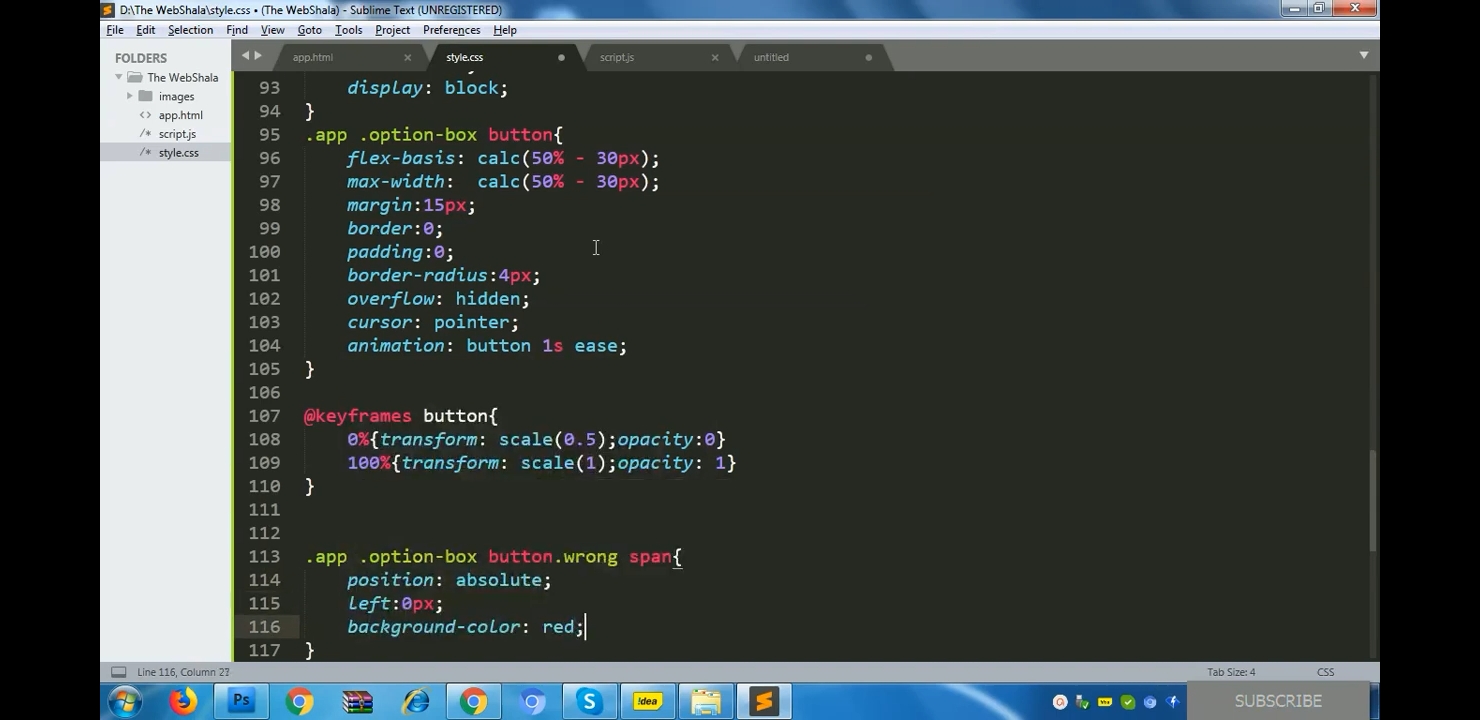 D:\The WebShala\style.css • (The WebShala) - Sublime Text (UNREGISTERED)
File Edit Selection Find View Goto Tools Project Preferences Help
FOLDERS
The WebShala
images
<> app.html
/* script.js
/* style.css
app.html style.css script.js untitled
93 display: block;
94 }
95 .app .option-box button{
96 flex-basis: calc(50% - 30px);
97 max-width:  calc(50% - 30px);
98 margin:15px;
99 border:0;
100 padding:0;
101 border-radius:4px;
102 overflow: hidden;
103 cursor: pointer;
104 animation: button 1s ease;
105 }
106
107 @keyframes button{
108 0%{transform: scale(0.5);opacity:0}
109 100%{transform: scale(1);opacity: 1}
110 }
111
112
113 .app .option-box button.wrong span{
114 position: absolute;
115 left:0px;
116 background-color: red;
117 }
Line 116, Column 27 Tab Size: 4 CSS
Ps !dea SUBSCRIBE